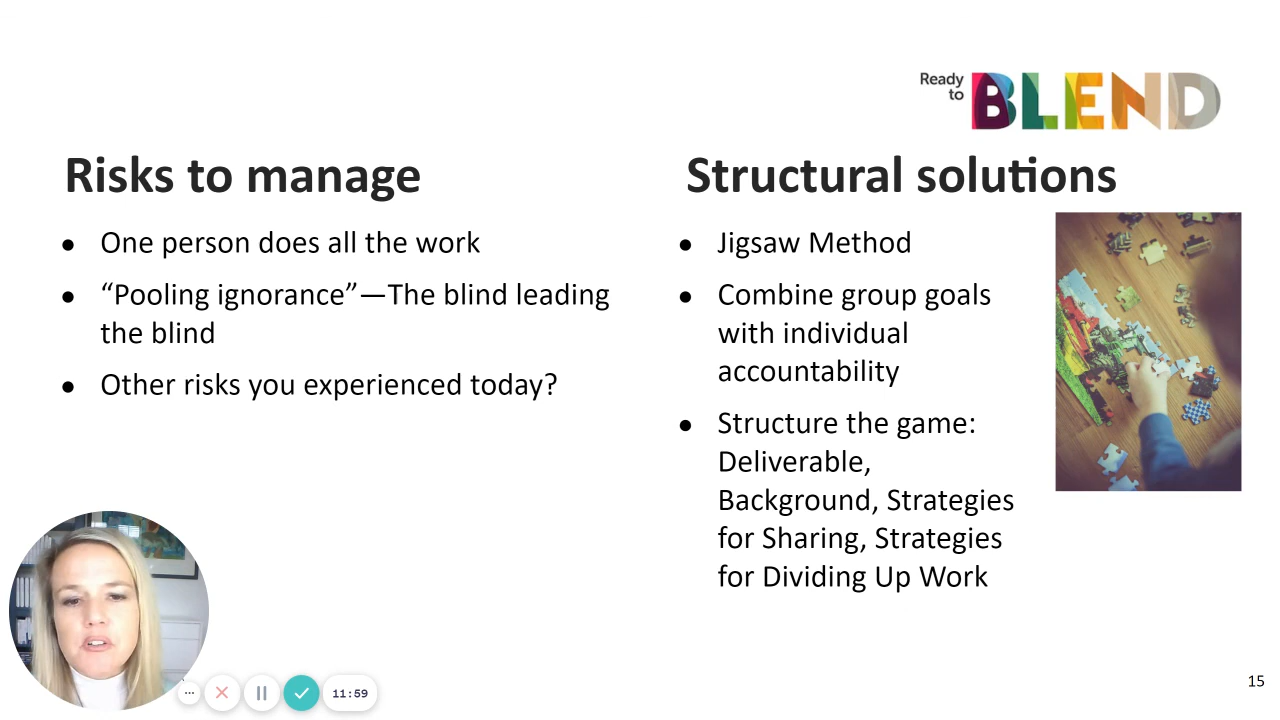 Ready
to
BLEND
Risks to manage
● One person does all the work
● “Pooling ignorance”—The blind leading
the blind
● Other risks you experienced today?
Structural solutions
● Jigsaw Method
● Combine group goals
with individual
accountability
● Structure the game:
Deliverable,
Background, Strategies
for Sharing, Strategies
for Dividing Up Work
11:59
15